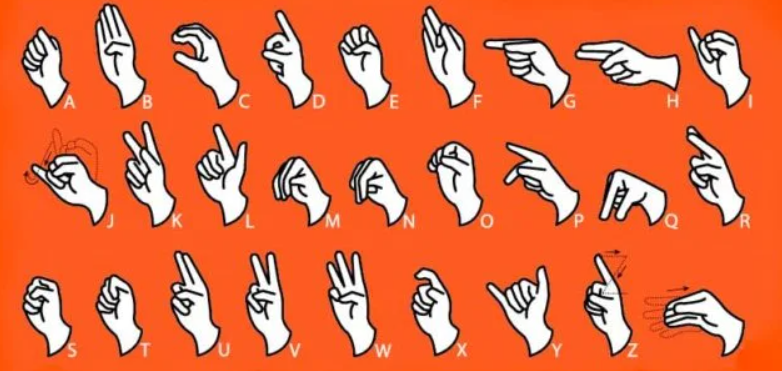 A B C D E F G H I
J K L M N O P Q R
S T U V W X Y Z